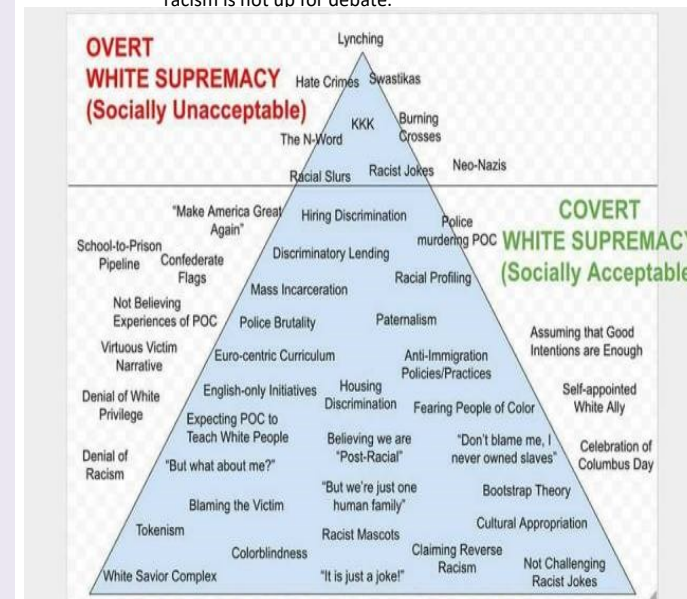 racism is not up for debate.
Lynching
OVERT
WHITE SUPREMACY
(Socially Unacceptable)
Hate Crimes
Swastikas
KKK
Burning
Crosses
The N-Word
Racial Slurs
Racist Jokes
Neo-Nazis
"Make America Great
Again"
Hiring Discrimination
Police
murdering POC
COVERT
WHITE SUPREMACY
(Socially Acceptable
School-to-Prison
Pipeline
Confederate
Flags
Discriminatory Lending
Racial Profiling
Mass Incarceration
Not Believing
Experiences of POC
Police Brutality
Paternalism
Assuming that Good
Intentions are Enough
Virtuous Victim
Narrative
Euro-centric Curriculum
Anti-Immigration
Policies/Practices
Denial of White
Privilege
English-only Initiatives
Housing
Discrimination
Fearing People of Color
Self-appointed
White Ally
Expecting POC to
Teach White People
Believing we are
"Post-Racial"
"Don't blame me, I
never owned slaves"
Celebration of
Columbus Day
Denial of
Racism
"But what about me?"
"But we're just one
human family"
Bootstrap Theory
Blaming the Victim
Tokenism
Racist Mascots
Cultural Appropriation
Colorblindness
Claiming Reverse
Racism
Not Challenging
Racist Jokes
White Savior Complex
"It is just a joke!"